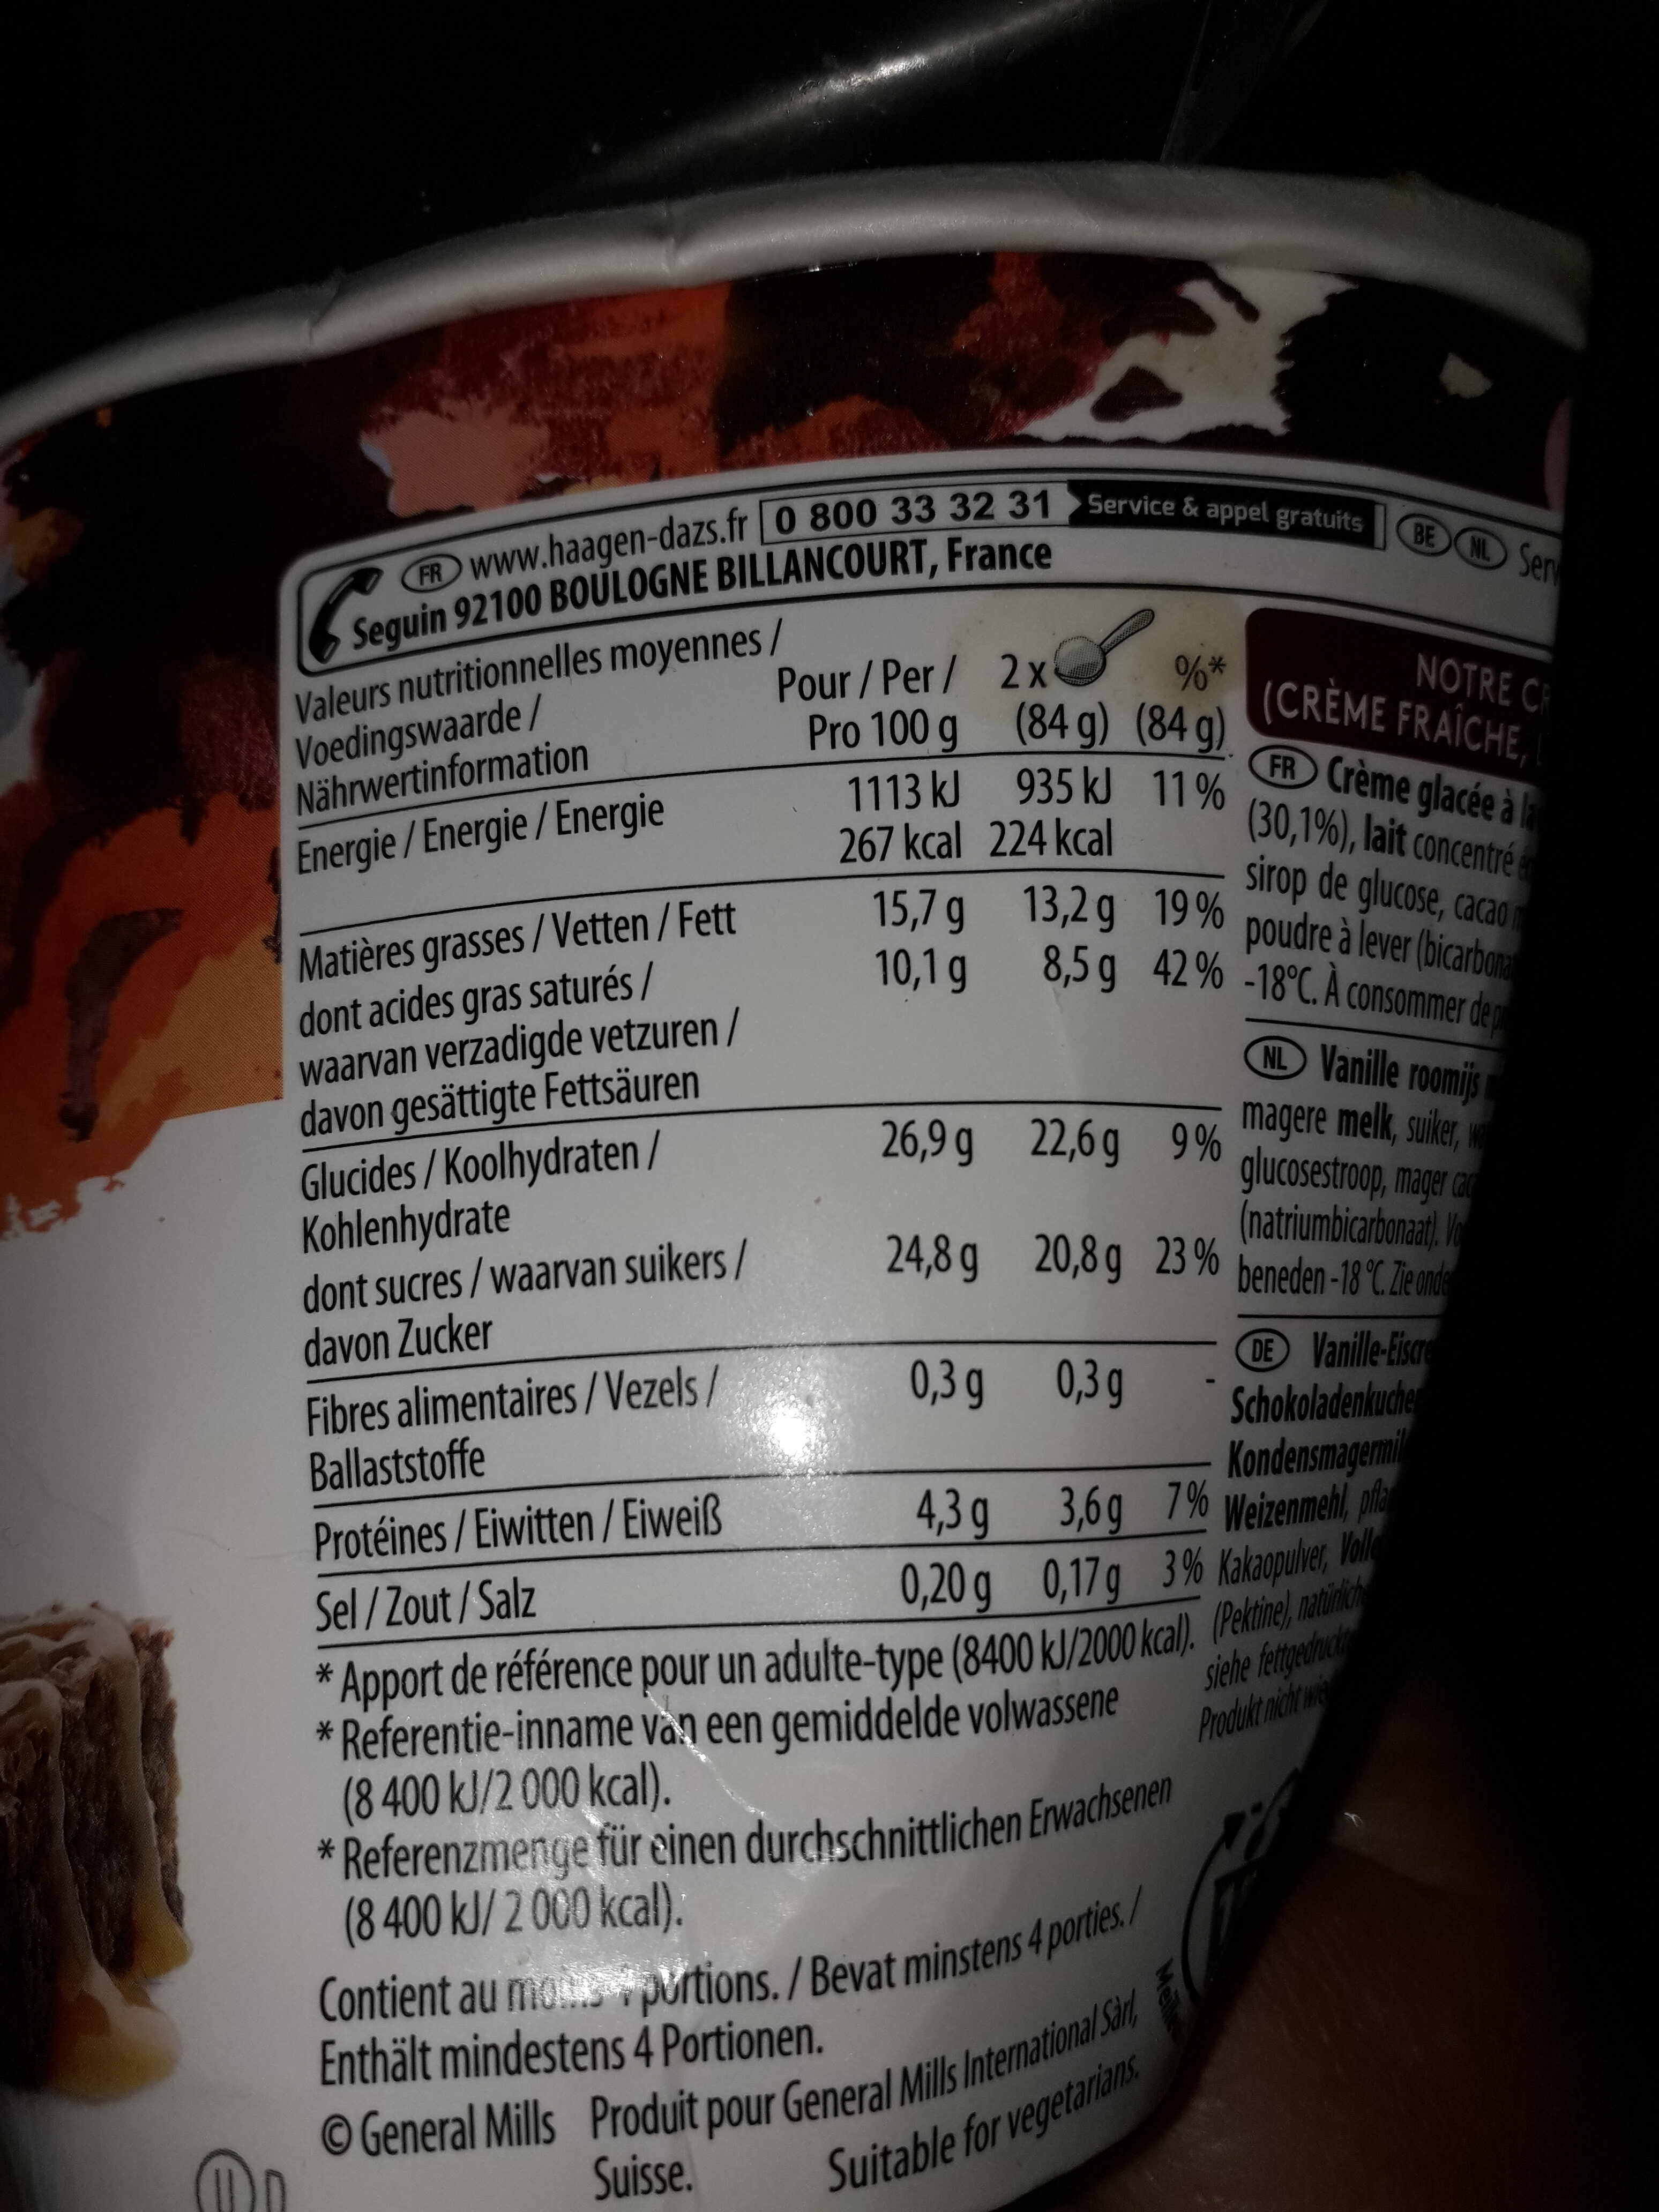 FR www.haagen-dazs.fr 0 800 33 32 31 Service & appel gratuits BE NL
Seguin 92100 BOULOGNE BILLANCOURT, France
Valeurs nutritionnelles moyennes /
Voedingswaarde /
Nährwertinformation
Pour / Per / 2 x %*
Pro 100 g (84 g) (84 g)
Energie / Energie / Energie 1113 kJ 935 kJ 11 %
267 kcal 224 kcal
Matières grasses / Vetten / Fett 15,7 g 13,2 g 19 %
dont acides gras saturés / 10,1 g 8,5 g 42 %
waarvan verzadigde vetzuren /
davon gesättigte Fettsäuren
Glucides / Koolhydraten / 26,9 g 22,6 g 9 %
Kohlenhydrate
dont sucres / waarvan suikers / 24,8 g 20,8 g 23 %
davon Zucker
Fibres alimentaires / Vezels / 0,3 g 0,3 g -
Ballaststoffe
Protéines / Eiwitten / Eiweiß 4,3 g 3,6 g 7 %
Sel / Zout / Salz 0,20 g 0,17 g 3 %
* Apport de référence pour un adulte-type (8400 kJ/2000 kcal).
* Referentie-inname van een gemiddelde volwassene
(8 400 kJ/2 000 kcal).
* Referenzmenge für einen durchschnittlichen Erwachsenen
(8 400 kJ/ 2 000 kcal).
Contient au moins 4 portions. / Bevat minstens 4 porties. /
Enthält mindestens 4 Portionen.
© General Mills Produit pour General Mills International Sàrl,
Suisse. Suitable for vegetarians.
NOTRE
(CRÈME FRAÎCHE,
FR Crème glacée à la
(30,1%), lait concentré
sirop de glucose, cacao
poudre à lever
-18°C. À consommer de
NL Vanille roomijs
magere melk, suiker,
glucosestroop, mager
(natriumbicarbonaat).
beneden -18 °C. Zie
DE
Weizenmehl,
Kakaopulver,
(Pektine),
siehe
Produkt nicht
U D